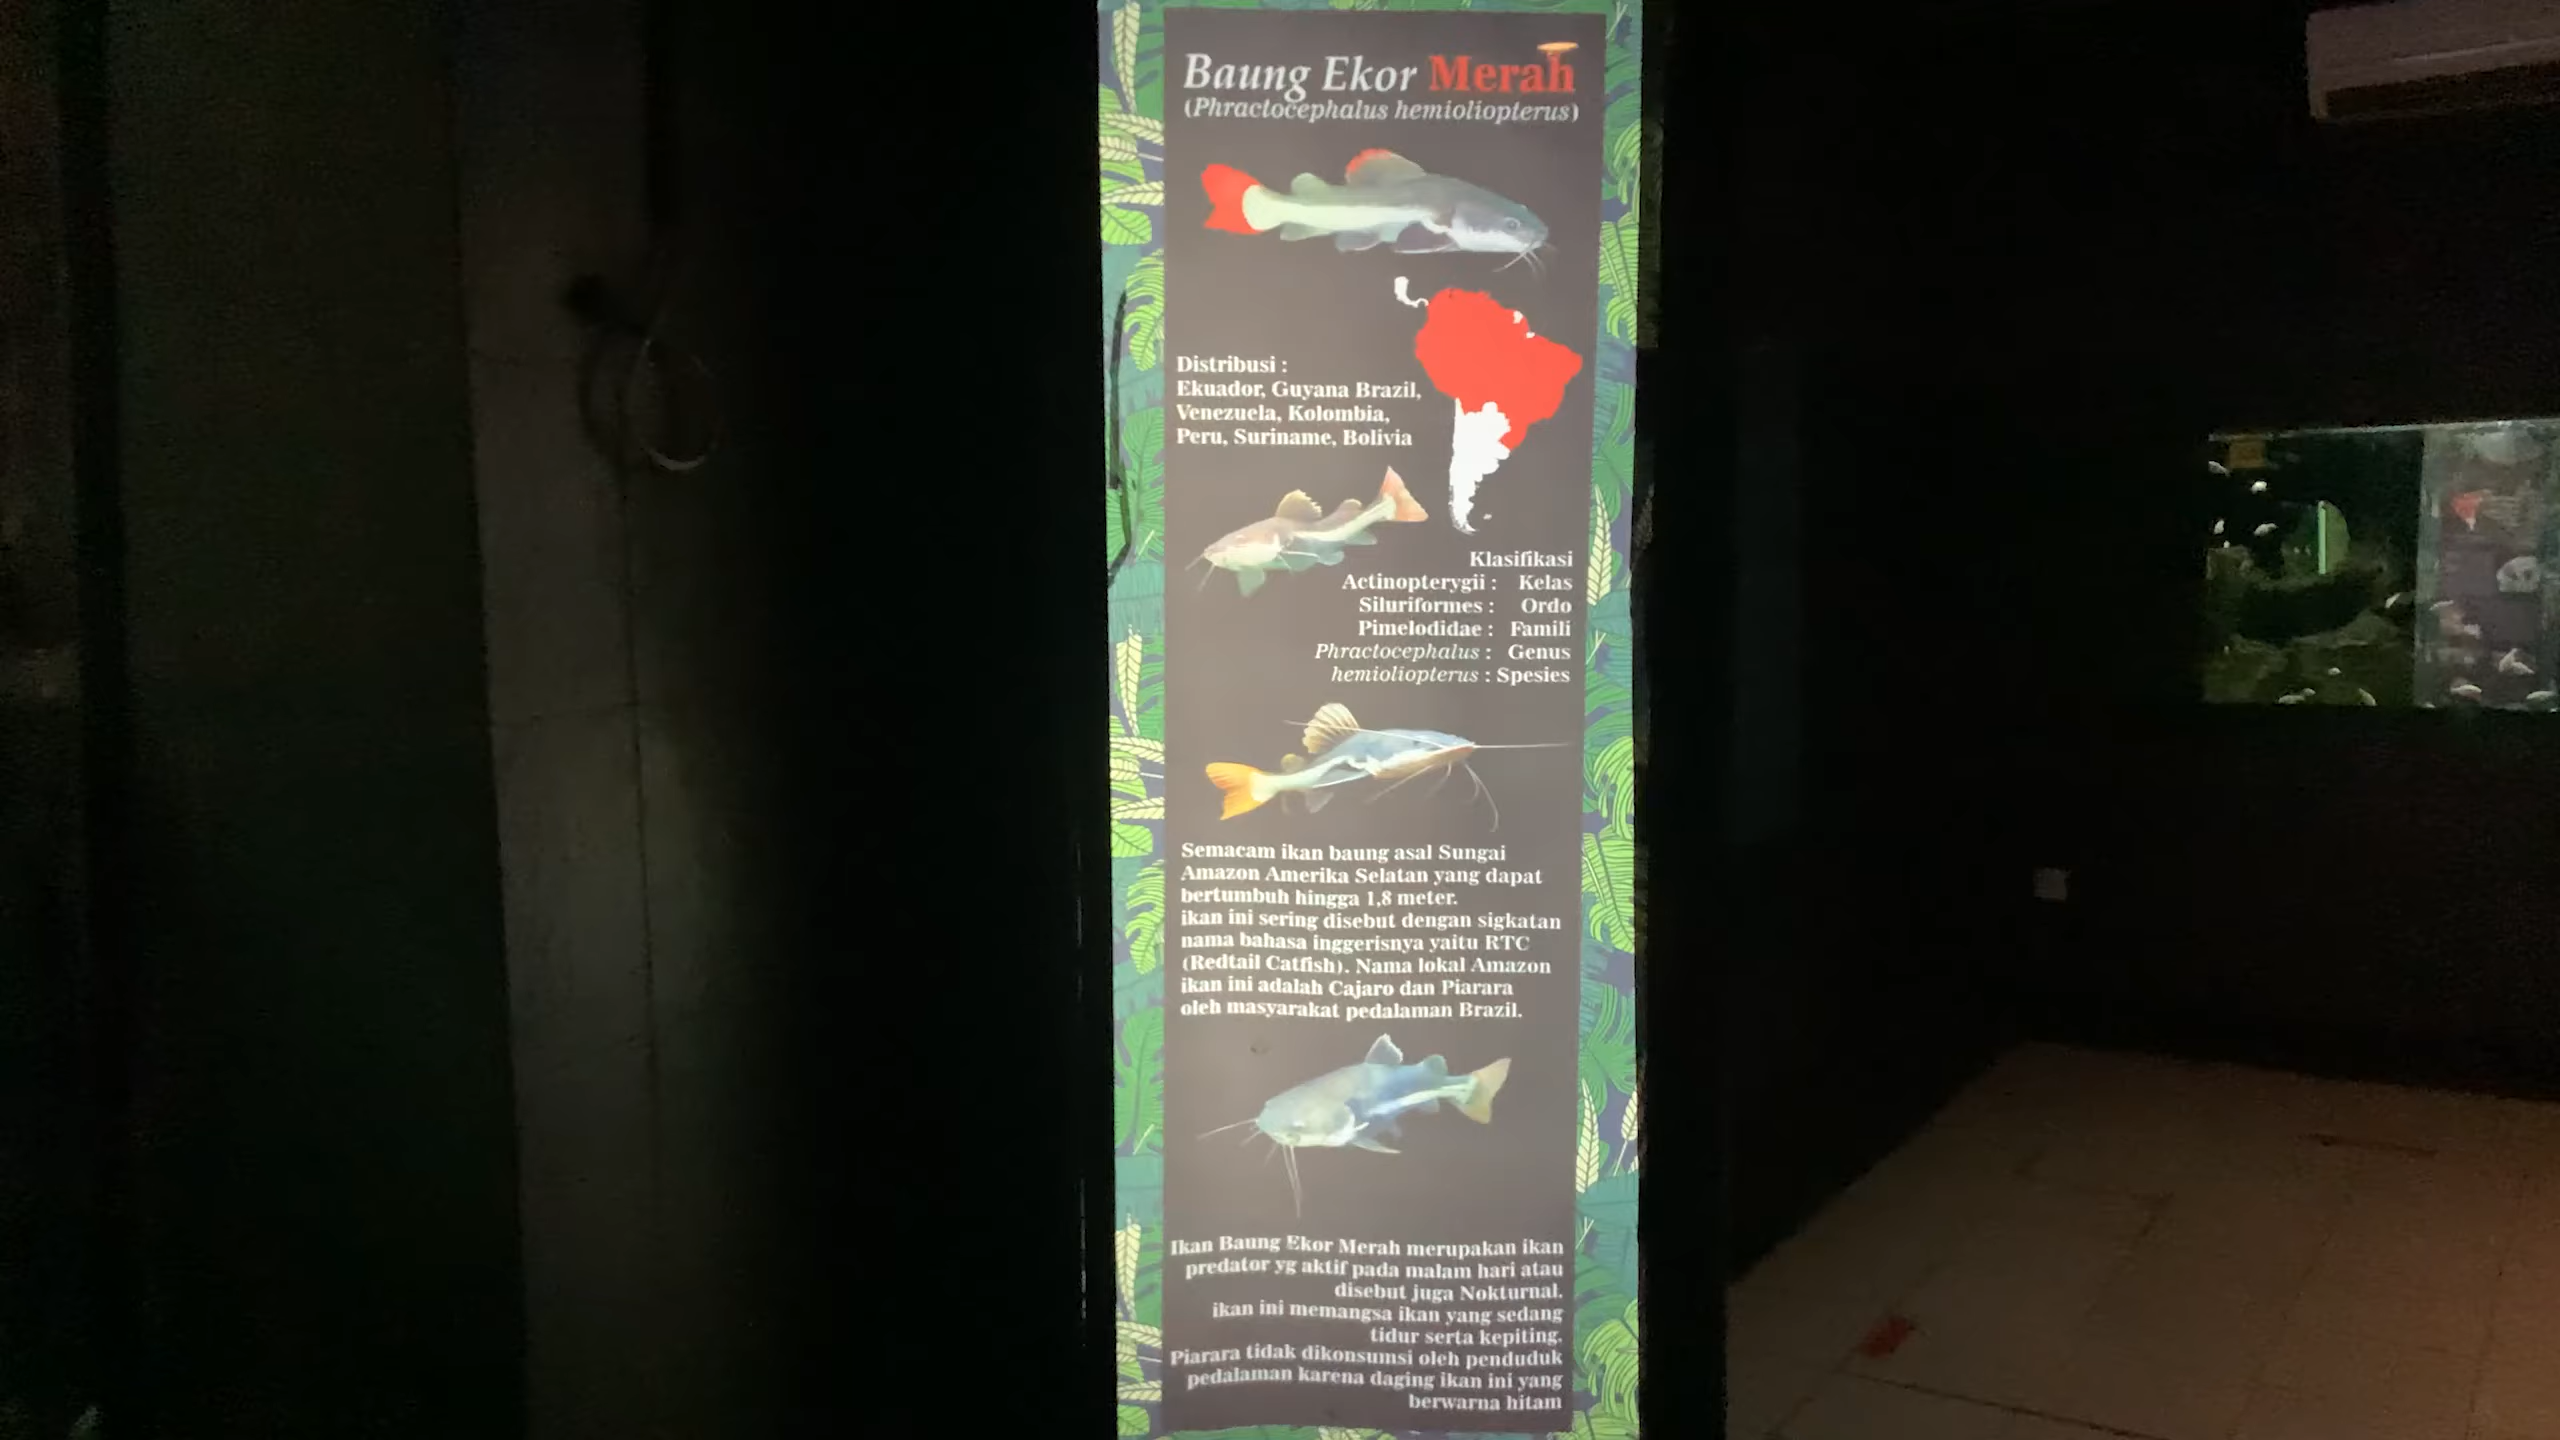 Baung Ekor Merah
(Phractocephalus hemioliopterus)
Distribusi :
Ekuador, Guyana Brazil,
Venezuela, Kolombia,
Peru, Suriname, Bolivia
Klasifikasi
Actinopterygii : Kelas
Siluriformes : Ordo
Pimelodidae : Famili
Phractocephalus : Genus
hemioliopterus : Spesies
Semacam ikan baung asal Sungai
Amazon Amerika Selatan yang dapat
bertumbuh hingga 1,8 meter.
ikan ini sering disebut dengan sigkatan
nama bahasa inggerisnya yaitu RTC
(Redtail Catfish). Nama lokal Amazon
ikan ini adalah Cajaro dan Piarara
oleh masyarakat pedalaman Brazil.
Ikan Baung Ekor Merah merupakan ikan
predator yg aktif pada malam hari atau
disebut juga Nokturnal.
ikan ini memangsa ikan yang sedang
tidur serta kepiting.
Piarara tidak dikonsumsi oleh penduduk
pedalaman karena daging ikan ini yang
berwarna hitam